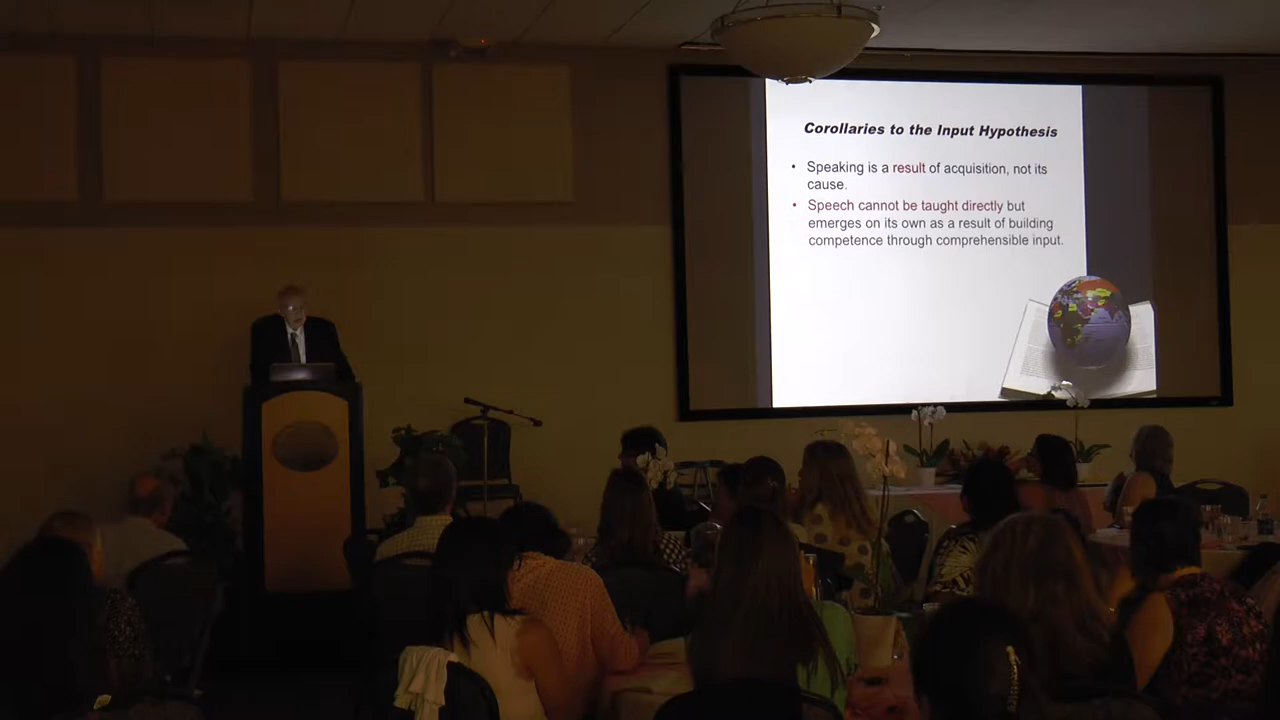 Corollaries to the Input Hypothesis
• Speaking is a result of acquisition, not its
cause.
• Speech cannot be taught directly but
emerges on its own as a result of building
competence through comprehensible input.